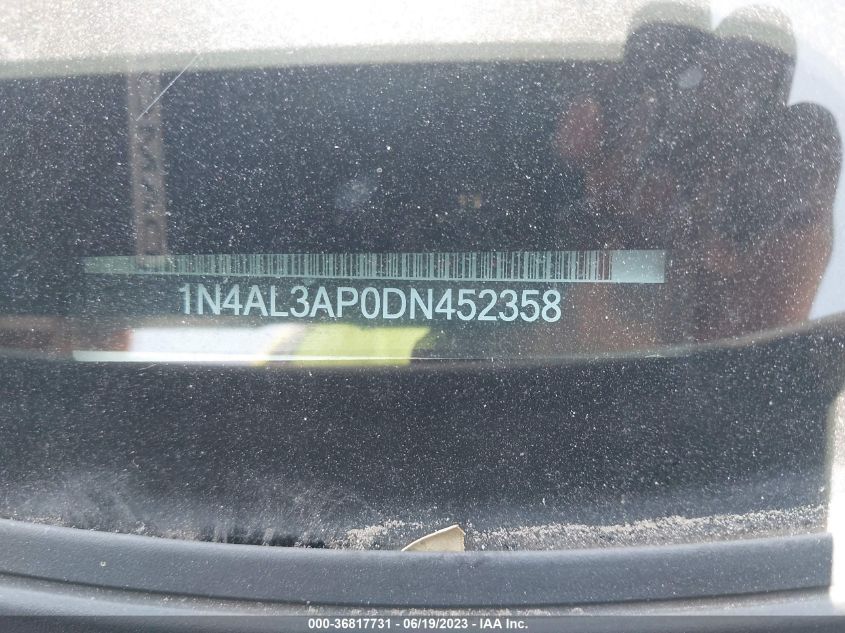 1N4AL3AP0DN452358
000-36817731 - 06/19/2023 - IAA Inc.